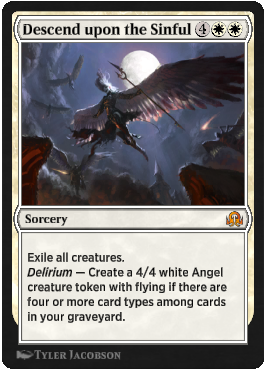 Descend upon the Sinful 4
Sorcery
Exile all creatures.
Delirium — Create a 4/4 white Angel
creature token with flying if there are
four or more card types among cards
in your graveyard.
Tyler Jacobson